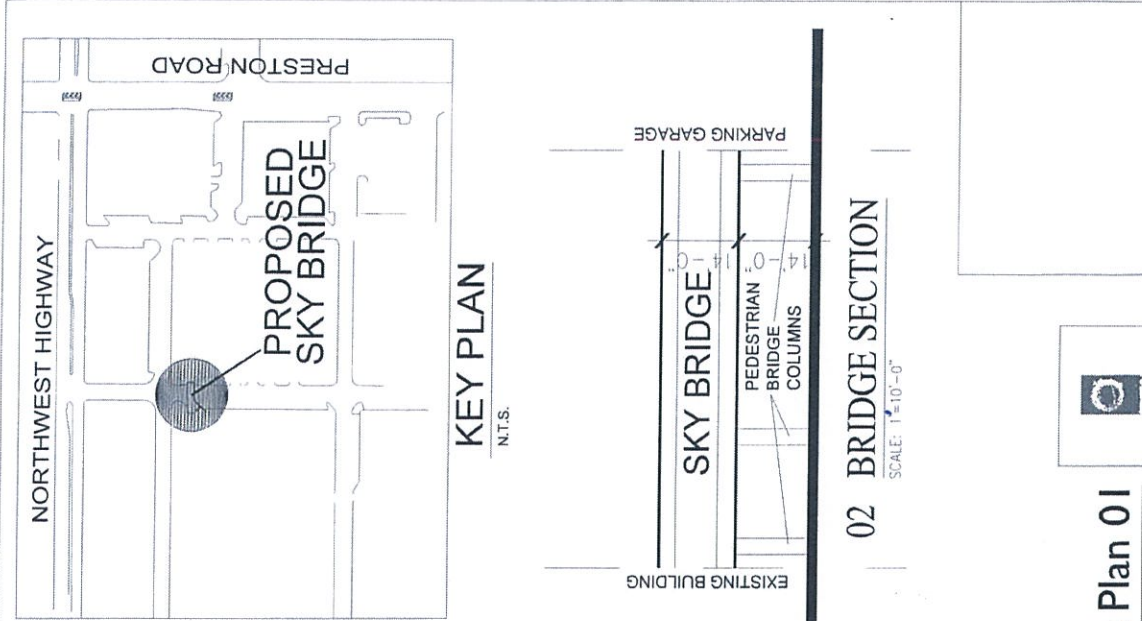 NORTHWEST HIGHWAY
PRESTON ROAD
PROPOSED
SKY BRIDGE
KEY PLAN
N.T.S.
EXISTING BUILDING
PARKING GARAGE
SKY BRIDGE
14'-0"
14'-0"
PEDESTRIAN
BRIDGE
COLUMNS
02 BRIDGE SECTION
SCALE: 1"=10'-0"
Plan 01